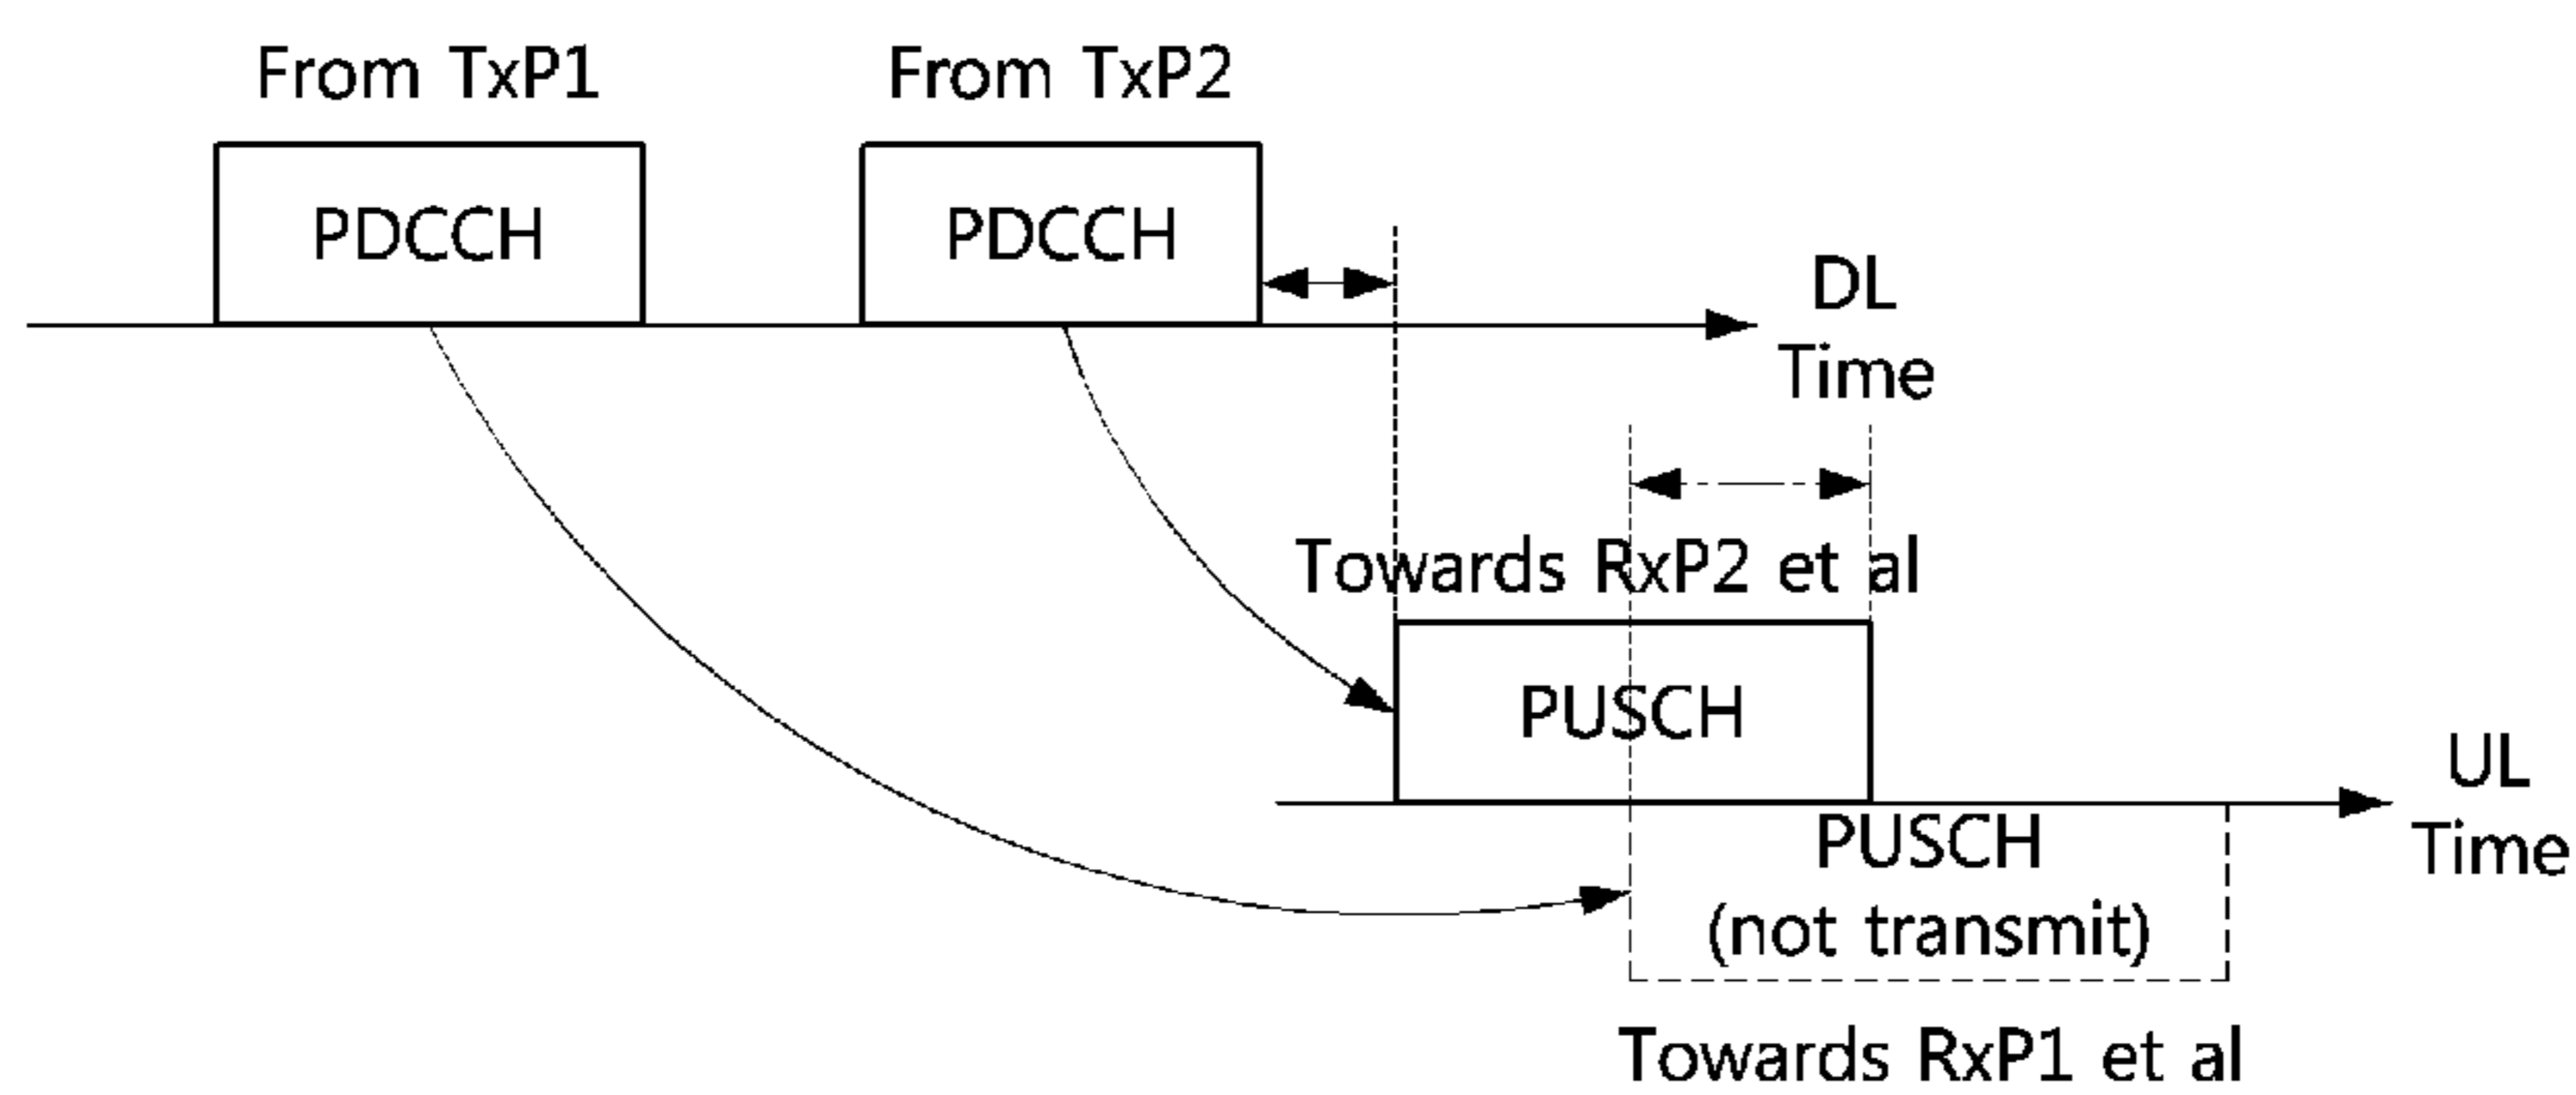 From TxP1
From TxP2
PDCCH
PDCCH
DL
Time
Towards RxP2 et al
PUSCH
UL
Time
PUSCH
(not transmit)
Towards RxP1 et al